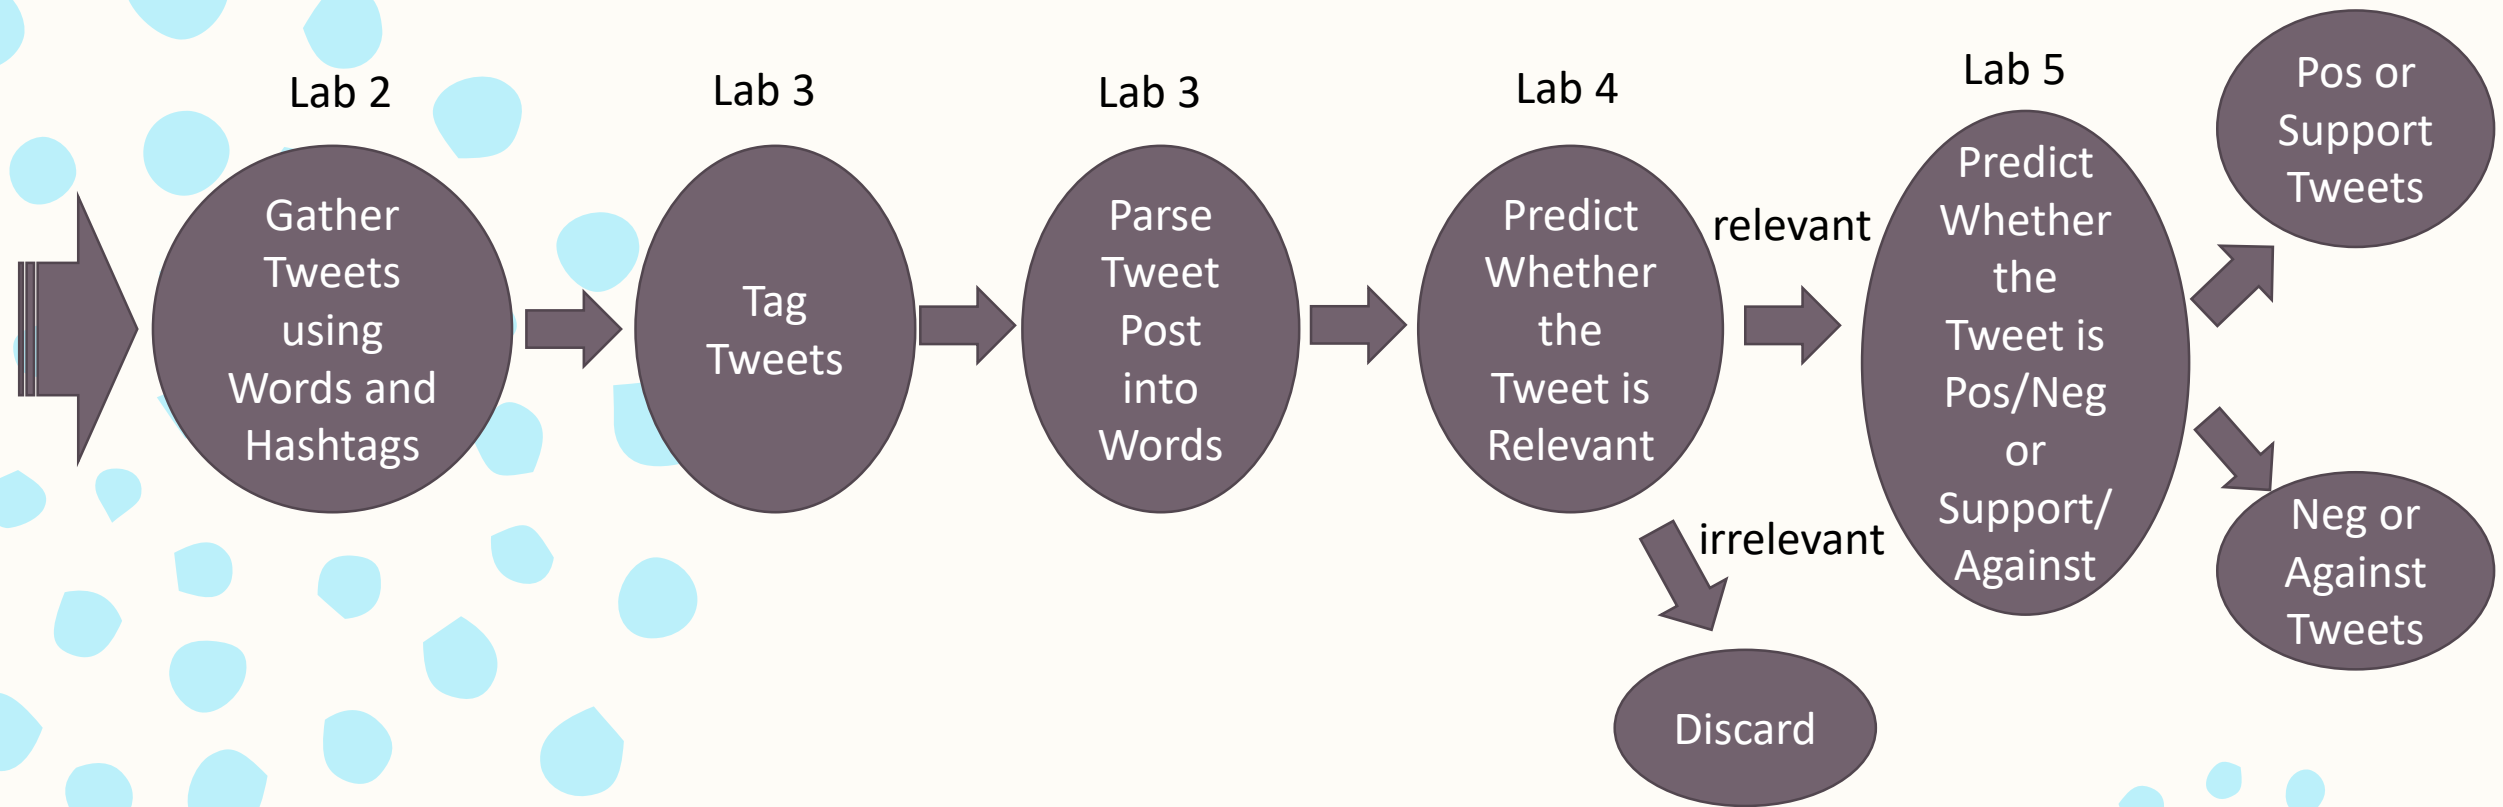 Lab 2
Gather
Tweets
using
Words and
Hashtags
Lab 3
Tag
Tweets
Lab 3
Parse
Tweet
Post
into
Words
Lab 4
Predict
Whether
the
Tweet is
Relevant
relevant
irrelevant
Discard
Lab 5
Predict
Whether
the
Tweet is
Pos/Neg
or
Support/
Against
Pos or
Support
Tweets
Neg or
Against
Tweets